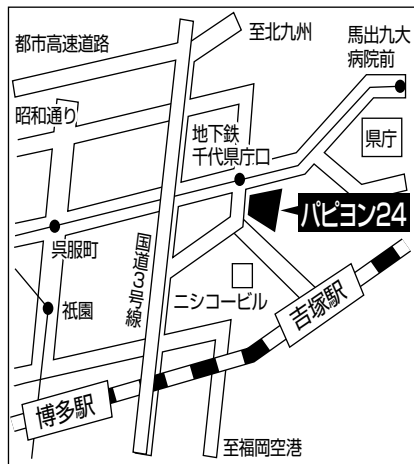 都市高速道路
至北九州
馬出九大
病院前
昭和通り
地下鉄
千代県庁口
県庁
パピヨン24
呉服町
国道3号線
ニシコービル
吉塚駅
祇園
博多駅
至福岡空港